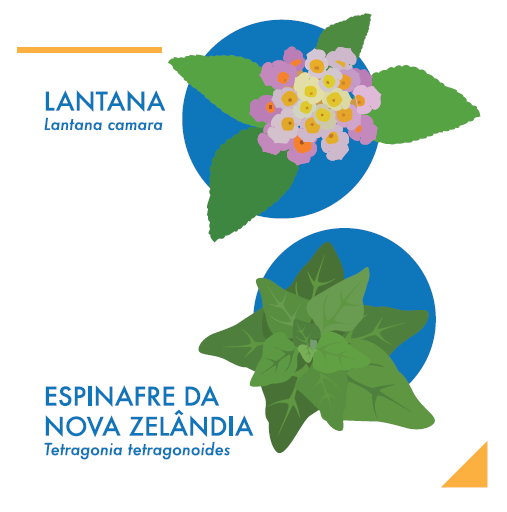 LANTANA
Lantana camara
ESPINAFRE DA
NOVA ZELÂNDIA
Tetragonia tetragonoides